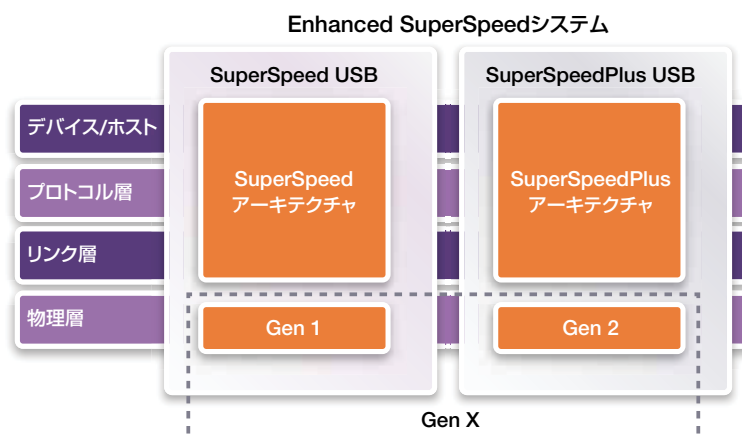 Enhanced SuperSpeedシステム
SuperSpeed USB
SuperSpeedPlus USB
デバイス/ホスト
プロトコル層
リンク層
物理層
SuperSpeed
アーキテクチャ
SuperSpeedPlus
アーキテクチャ
Gen 1
Gen 2
Gen X